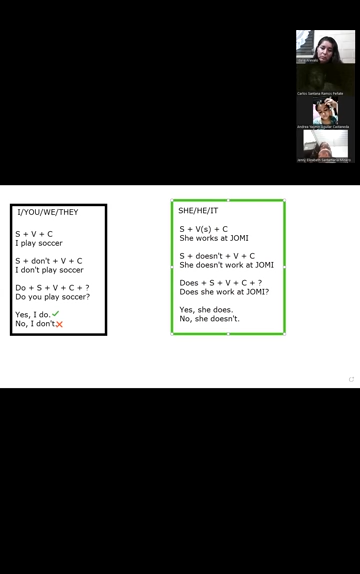 Carlos Santana Ramos Peñate
I/YOU/WE/THEY
S + V + C
I play soccer
S + don't + V + C
I don't play soccer
Do + S + V + C + ?
Do you play soccer?
Yes, I do.
No, I don't.
SHE/HE/IT
S + V(s) + C
She works at JOMI
S + doesn't + V + C
She doesn't work at JOMI
Does + S + V + C + ?
Does she work at JOMI?
Yes, she does.
No, she doesn't.